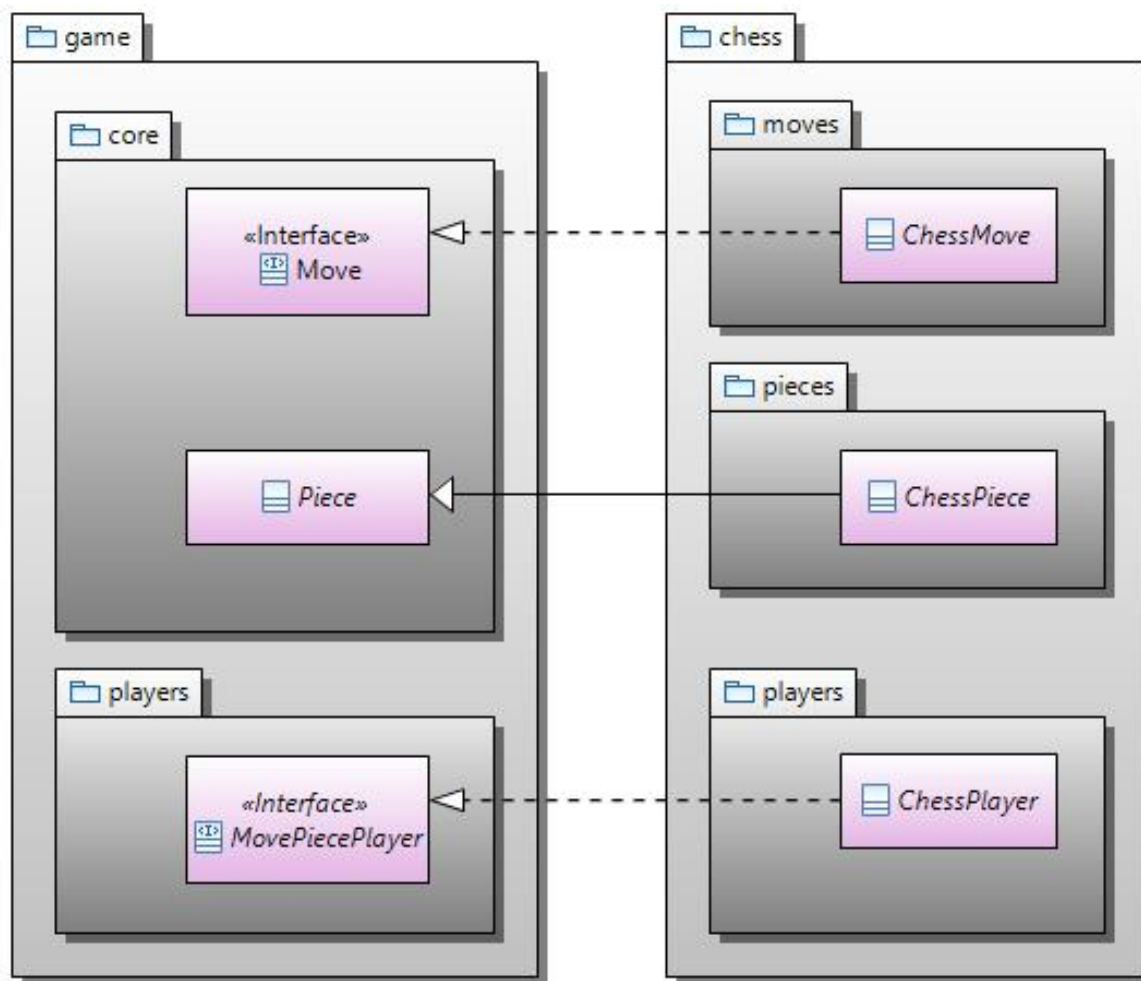 game
core
«Interface»
Move
Piece
players
«Interface»
MovePiecePlayer
chess
moves
ChessMove
pieces
ChessPiece
players
ChessPlayer